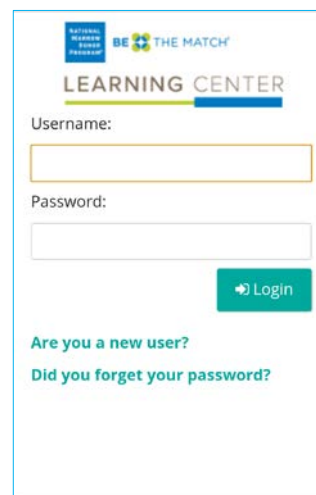 NATIONAL
MARROW
DONOR
PROGRAM®
BE THE MATCH®
LEARNING CENTER
Username:
Password:
Login
Are you a new user?
Did you forget your password?